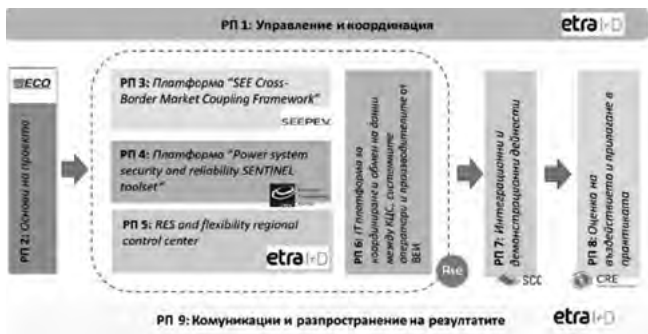 РП 1: Управление и координация
etra I+D
ECO
РП 2: Основи на проекта
РП 3: Платформа “SEE Cross-
Border Market Coupling Framework”
SEEPEX
РП 4: Платформа “Power system
security and reliability SENTINEL
toolset”
РП 5: RES and flexibility regional
control center
etra I+D
РП 6: IT платформа за
координиране и обмен на данни
между КЦС, системните
оператори и производителите от
ВЕИ
РП 7: Интеграционни и
демонстрационни дейности
SCC
РП 8: Оценка на
въздействието и прилагане в
практиката
CRE
РП 9: Комуникации и разпространение на резултатите
etra I+D